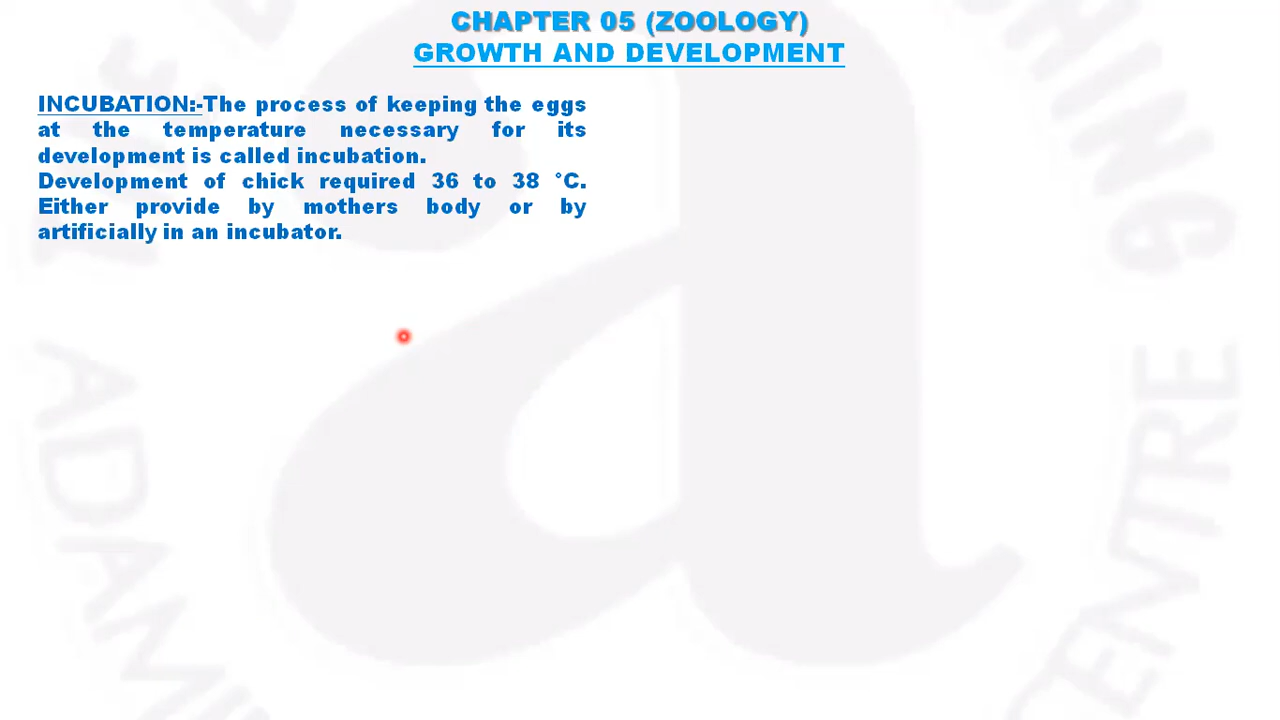 CHAPTER 05 (ZOOLOGY)
GROWTH AND DEVELOPMENT
INCUBATION:-The process of keeping the eggs
at the temperature necessary for its
development is called incubation.
Development of chick required 36 to 38 °C.
Either provide by mothers body or by
artificially in an incubator.